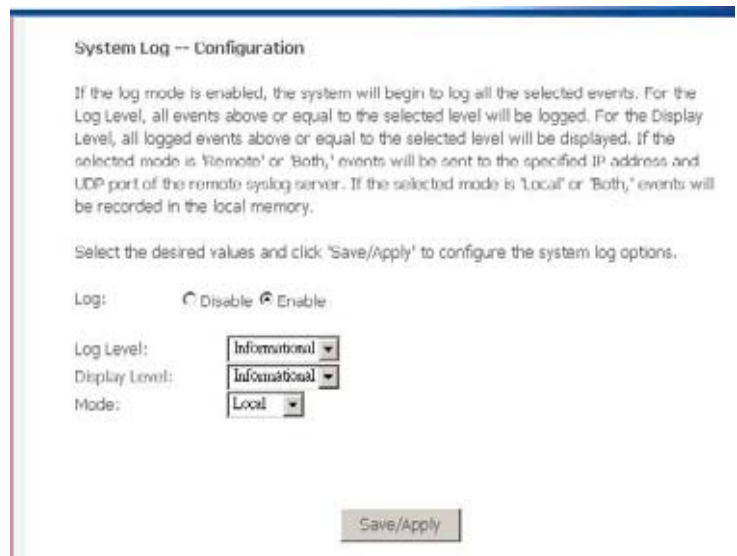 System Log -- Configuration
If the log mode is enabled, the system will begin to log all the selected events. For the
Log Level, all events above or equal to the selected level will be logged. For the Display
Level, all logged events above or equal to the selected level will be displayed. If the
selected mode is 'Remote' or 'Both,' events will be sent to the specified IP address and
UDP port of the remote syslog server. If the selected mode is 'Local' or 'Both,' events will
be recorded in the local memory.
Select the desired values and click 'Save/Apply' to configure the system log options.
Log: Disable Enable
Log Level: Informational
Display Level: Informational
Mode: Local
Save/Apply